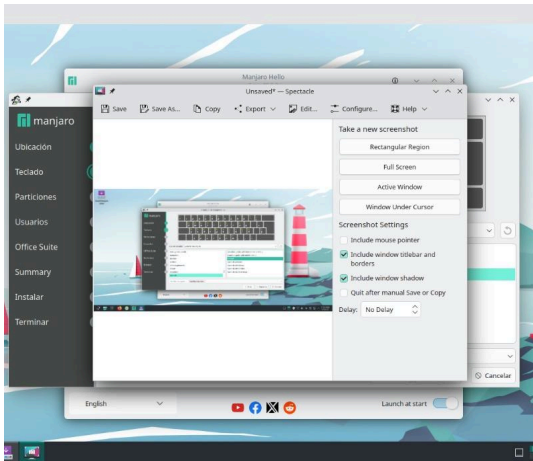 Manjaro Hello
Unsaved* — Spectacle
Save
Save As...
Copy
Export
Edit...
Configure...
Help
manjaro
Ubicación
Teclado
Particiones
Usuarios
Office Suite
Summary
Instalar
Terminar
Take a new screenshot
Rectangular Region
Full Screen
Active Window
Window Under Cursor
Screenshot Settings
Include mouse pointer
Include window titlebar and
borders
Include window shadow
Quit after manual Save or Copy
Delay:
No Delay
Cancelar
English
Launch at start